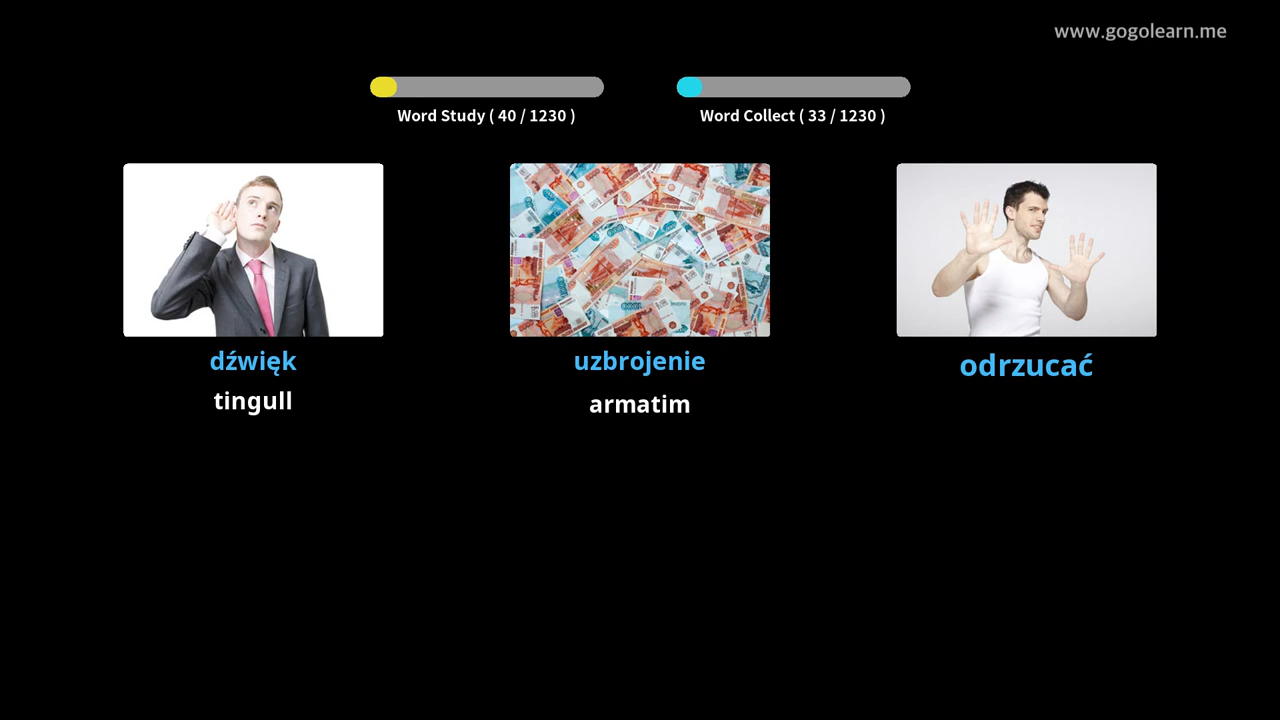 www.gogolearn.me
Word Study ( 40 / 1230 )
Word Collect ( 33 / 1230 )
dźwięk
tingull
uzbrojenie
armatim
odrzucać